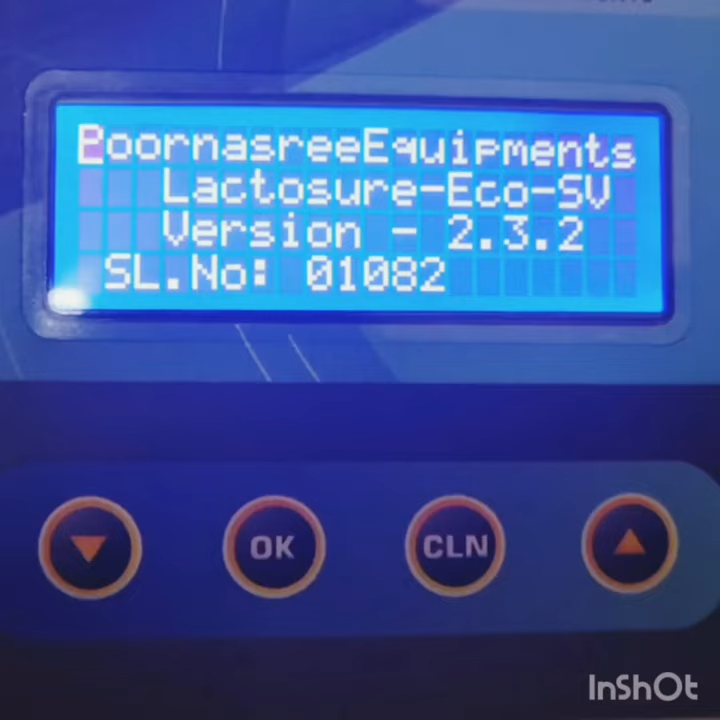 PoornasreeEquipments
Lactosure-Eco-SV
Version - 2.3.2
SL.No: 01082
OK
CLN
InShOt